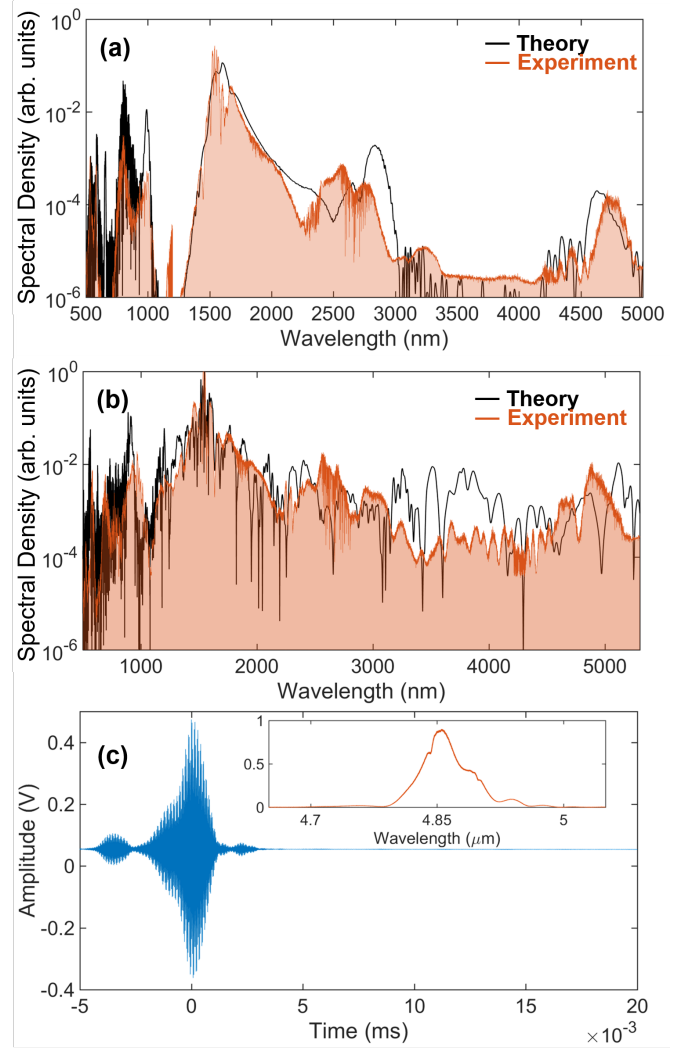 (a)
Theory
Experiment
Spectral Density (arb. units)
10^0
10^-2
10^-4
10^-6
500 1000 1500 2000 2500 3000 3500 4000 4500 5000
Wavelength (nm)
(b)
Theory
Experiment
Spectral Density (arb. units)
10^0
10^-2
10^-4
10^-6
1000 2000 3000 4000 5000
Wavelength (nm)
(c)
Amplitude (V)
0.4
0.2
0
-0.2
-0.4
1
0.5
0
4.7 4.85 5
Wavelength (μm)
-5 0 5 10 15 20
Time (ms)
×10^-3